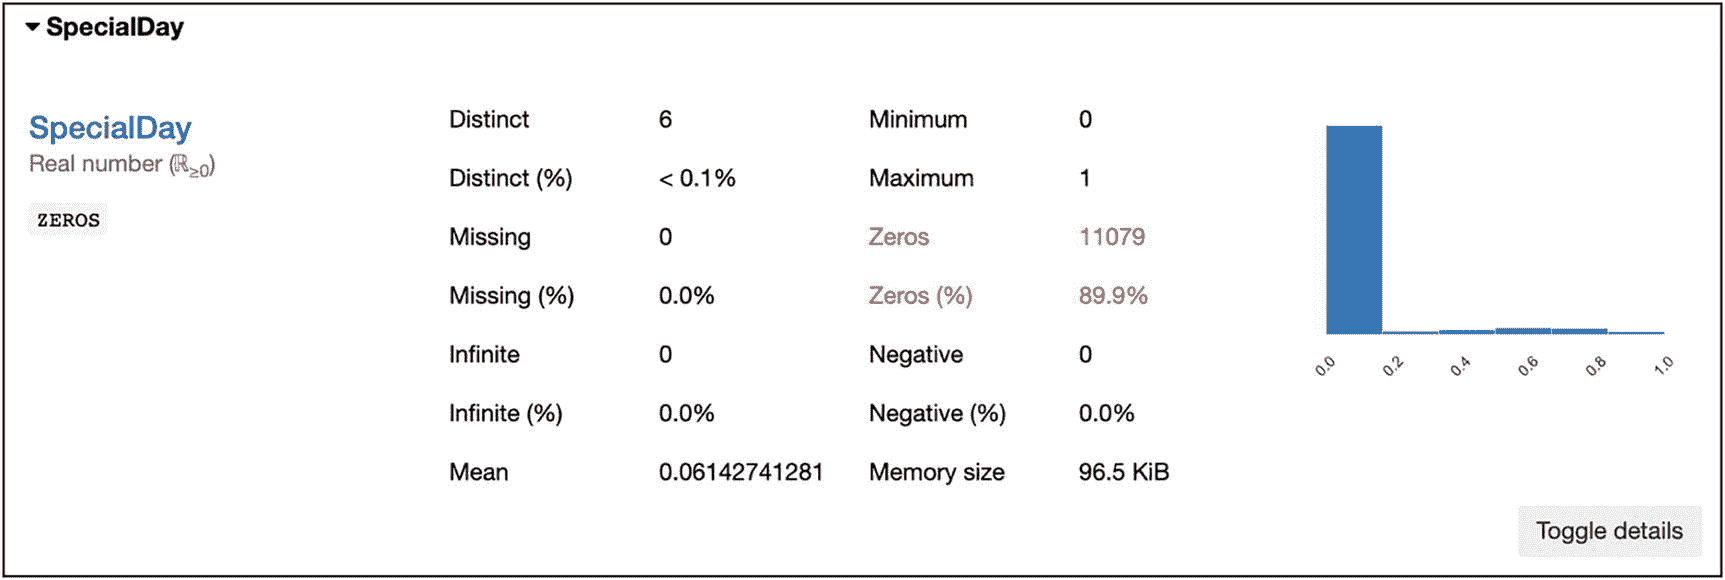 SpecialDay
SpecialDay
Real number (ℝ≥0)
ZEROS
Distinct 6
Distinct (%) < 0.1%
Missing 0
Missing (%) 0.0%
Infinite 0
Infinite (%) 0.0%
Mean 0.06142741281
Minimum 0
Maximum 1
Zeros 11079
Zeros (%) 89.9%
Negative 0
Negative (%) 0.0%
Memory size 96.5 KiB
0.0 0.2 0.4 0.6 0.8 1.0
Toggle details